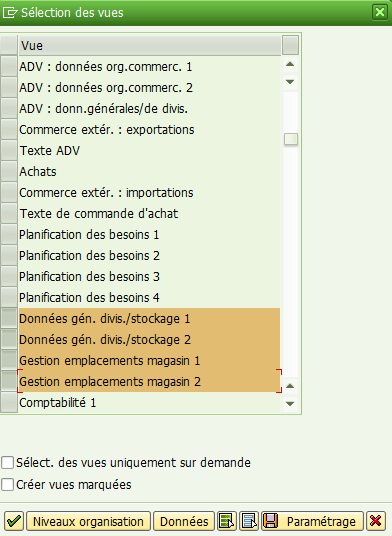 Sélection des vues
Vue
ADV : données org.commerc. 1
ADV : données org.commerc. 2
ADV : donn.générales/de divis.
Commerce extér. : exportations
Texte ADV
Achats
Commerce extér. : importations
Texte de commande d'achat
Planification des besoins 1
Planification des besoins 2
Planification des besoins 3
Planification des besoins 4
Données gén. divis./stockage 1
Données gén. divis./stockage 2
Gestion emplacements magasin 1
Gestion emplacements magasin 2
Comptabilité 1
Sélect. des vues uniquement sur demande
Créer vues marquées
Niveaux organisation Données Paramétrage